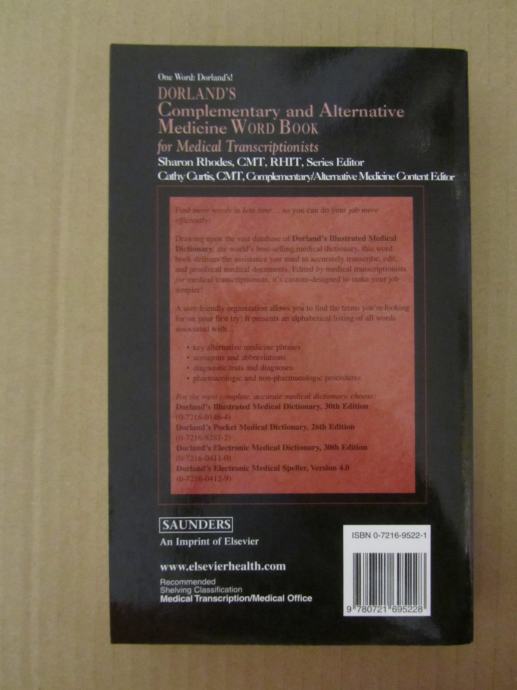 One Word: Dorland's!
DORLAND'S
Complementary and Alternative
Medicine WORD BOOK
for Medical Transcriptionists
Sharon Rhodes, CMT, RHIT, Series Editor
Cathy Curtis, CMT, Complementary/Alternative Medicine Content Editor
Find more words in less time ... so you can do your job more
efficiently!
Drawing upon the vast database of Dorland's Illustrated Medical
Dictionary, the world's best-selling medical dictionary, this word
book delivers the assistance you need to accurately transcribe, edit,
and proofread medical documents. Edited by medical transcriptionists
for medical transcriptionists, it's custom-designed to make your job
simpler!
A user-friendly organization allows you to find the terms you're looking
for on your first try! It presents an alphabetical listing of all words
associated with...
• key alternative medicine phrases
• acronyms and abbreviations
• diagnostic tests and diagnoses
• pharmacologic and non-pharmacologic procedures
For the most complete, accurate medical dictionary, choose:
Dorland's Illustrated Medical Dictionary, 30th Edition
(0-7216-0146-4)
Dorland's Pocket Medical Dictionary, 26th Edition
Dorland's Electronic Medical Dictionary, 30th Edition
Dorland's Electronic Medical Speller, Version 4.0
(0-7216-0412-9)
SAUNDERS
An Imprint of Elsevier
www.elsevierhealth.com
Recommended
Shelving Classification
Medical Transcription/Medical Office
ISBN 0-7216-9522-1
9 780721 695228